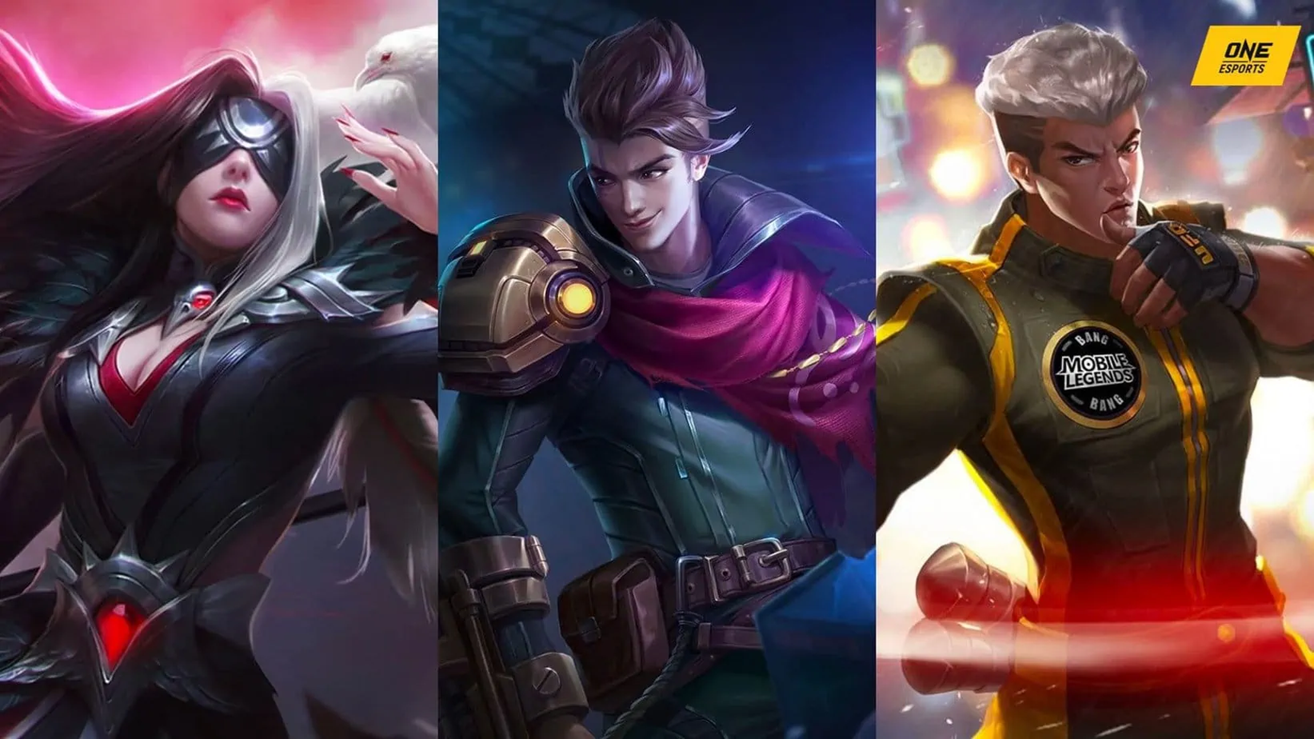 ONE
ESPORTS
BANG
MOBILE
LEGENDS
BANG